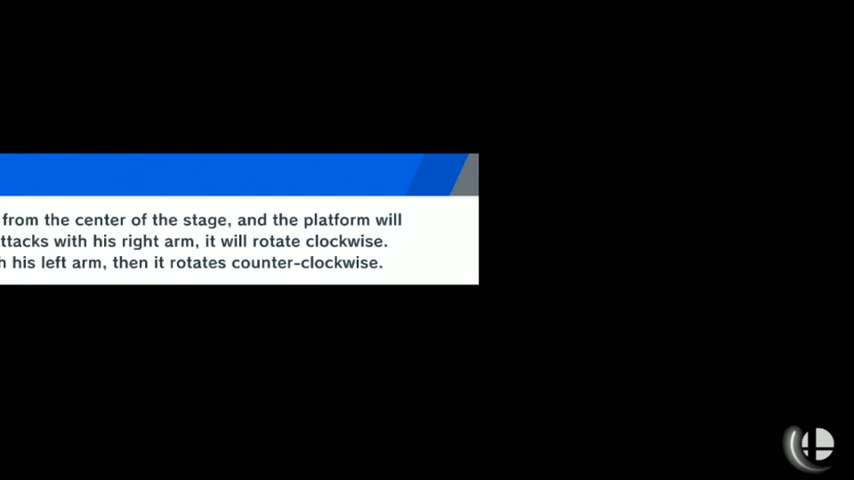 from the center of the stage, and the platform will
ttacks with his right arm, it will rotate clockwise.
h his left arm, then it rotates counter-clockwise.